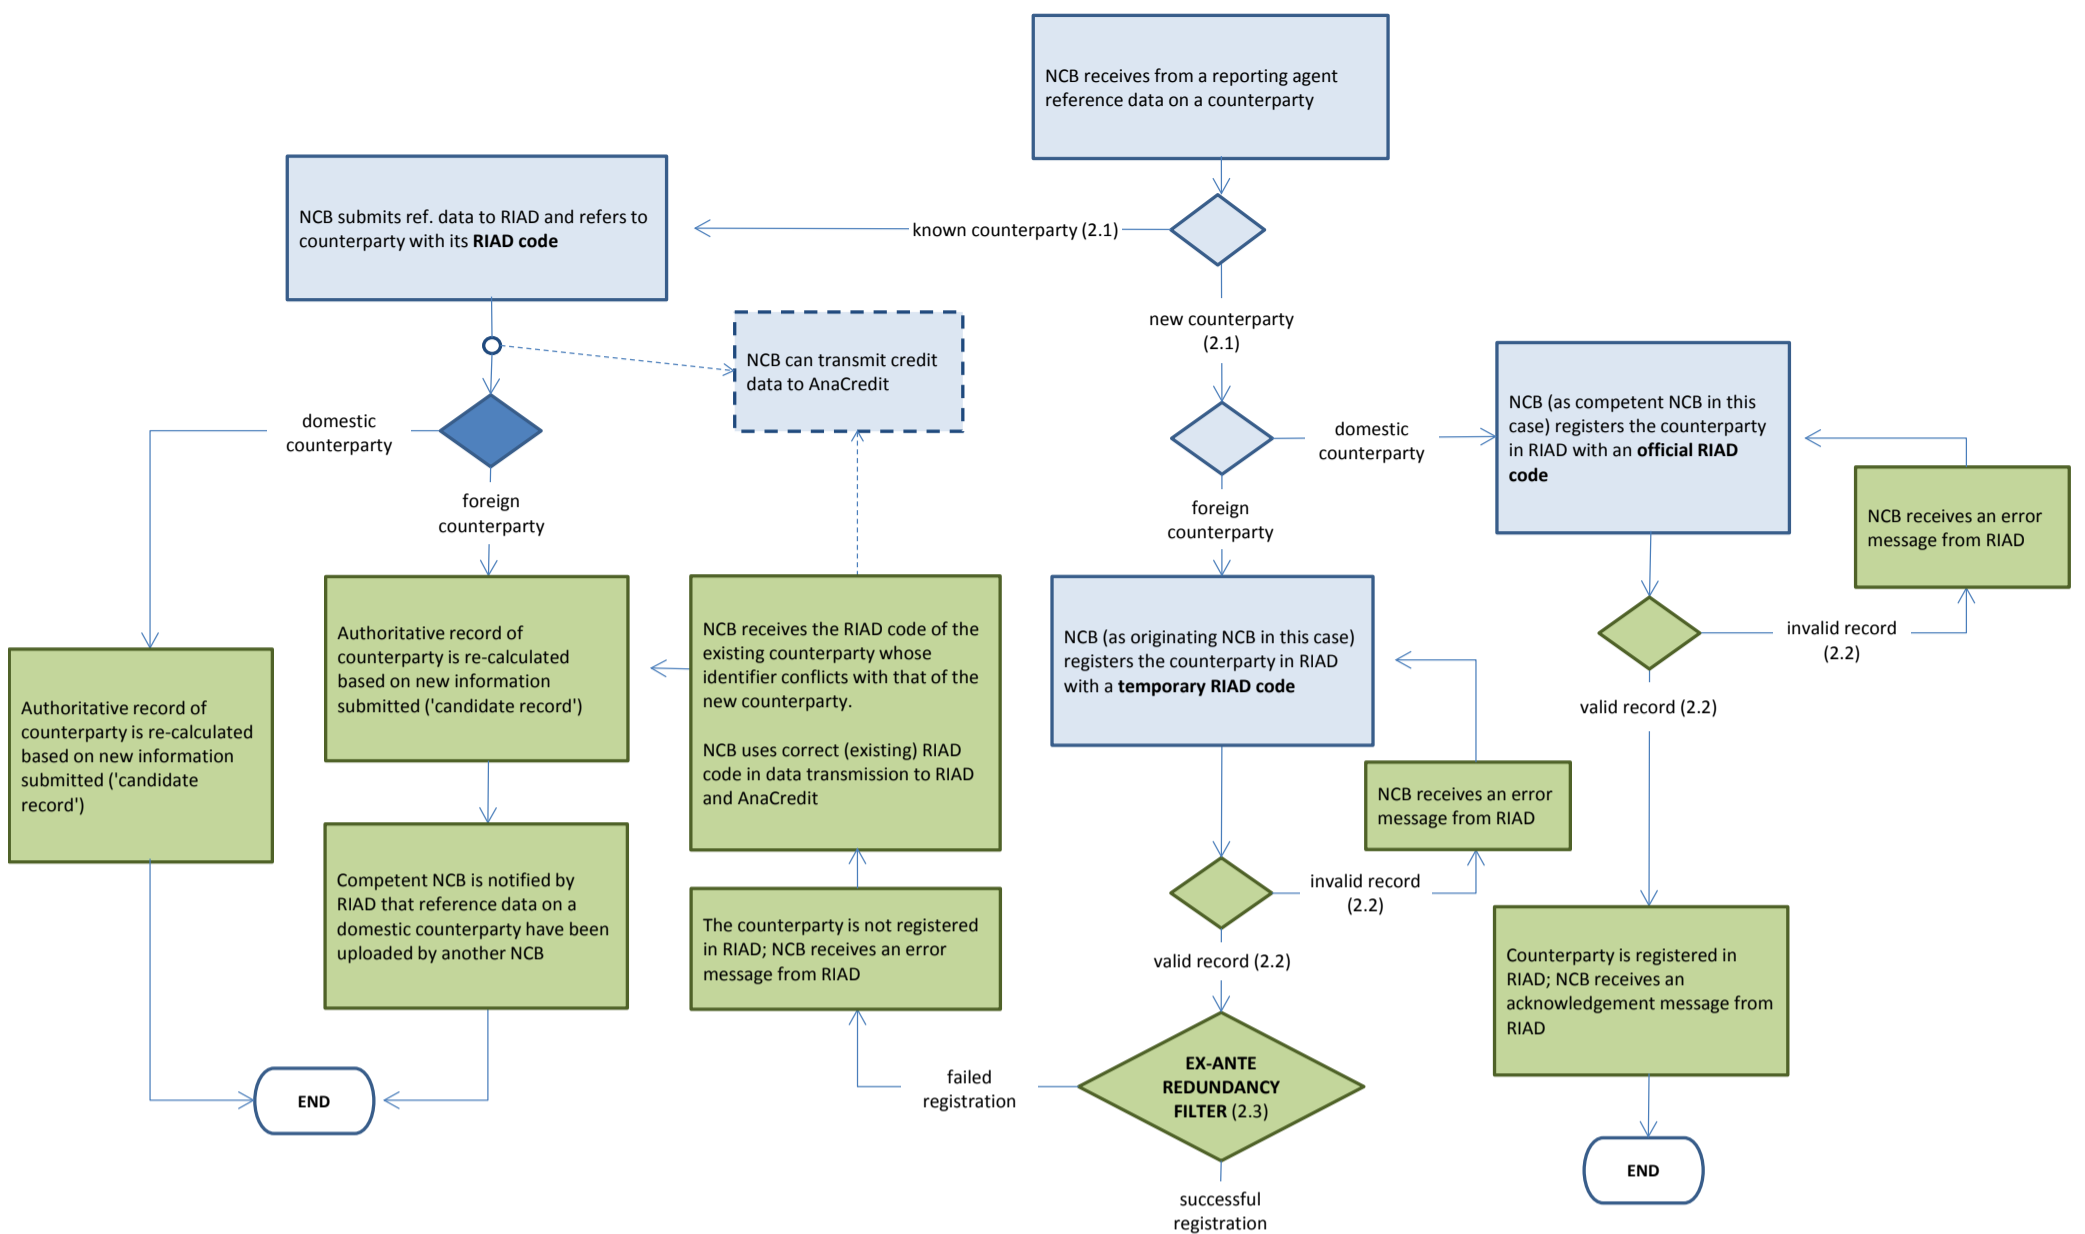 NCB receives from a reporting agent
reference data on a counterparty
NCB submits ref. data to RIAD and refers to
counterparty with its RIAD code
known counterparty (2.1)
new counterparty
(2.1)
NCB can transmit credit
data to AnaCredit
domestic
counterparty
foreign
counterparty
domestic
counterparty
foreign
counterparty
NCB (as competent NCB in this
case) registers the counterparty
in RIAD with an official RIAD
code
NCB receives an error
message from RIAD
invalid record
(2.2)
valid record (2.2)
Authoritative record of
counterparty is re-calculated
based on new information
submitted ('candidate
record')
Authoritative record of
counterparty is re-calculated
based on new information
submitted ('candidate record')
NCB receives the RIAD code of the
existing counterparty whose
identifier conflicts with that of the
new counterparty.
NCB uses correct (existing) RIAD
code in data transmission to RIAD
and AnaCredit
NCB (as originating NCB in this case)
registers the counterparty in RIAD
with a temporary RIAD code
NCB receives an error
message from RIAD
invalid record
(2.2)
valid record (2.2)
Competent NCB is notified by
RIAD that reference data on a
domestic counterparty have been
uploaded by another NCB
The counterparty is not registered
in RIAD; NCB receives an error
message from RIAD
Counterparty is registered in
RIAD; NCB receives an
acknowledgement message from
RIAD
END
failed
registration
EX-ANTE
REDUNDANCY
FILTER (2.3)
END
successful
registration